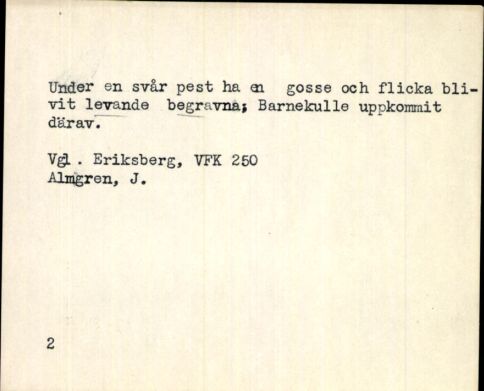 Under en svår pest ha en gosse och flicka bli-
vit levande begravna; Barnekulle uppkommit
därav.
Vgl. Eriksberg, VFK 250
Almgren, J.
2